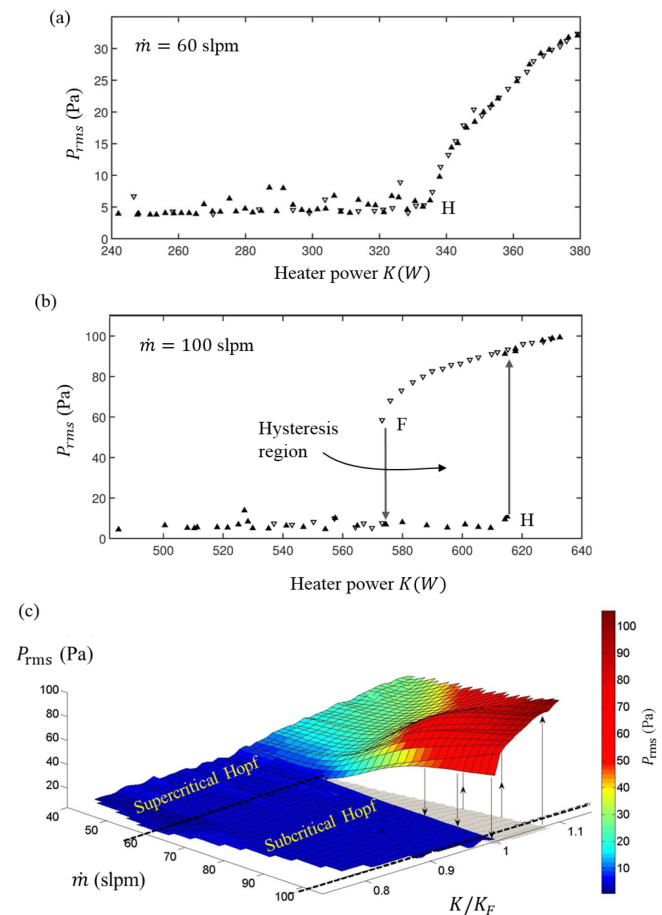 (a)
ṁ = 60 slpm
30
25
20
15
10
5
0
P_rms (Pa)
H
240 260 280 300 320 340 360 380
Heater power K(W)
(b)
ṁ = 100 slpm
100
80
60
40
20
0
P_rms (Pa)
F
Hysteresis
region
H
500 520 540 560 580 600 620 640
Heater power K(W)
(c)
P_rms (Pa)
100
80
60
40
20
Supercritical Hopf
Subcritical Hopf
40
50
60
70
80
90
100
ṁ (slpm)
0.8
0.9
1
1.1
K/K_F
100
90
80
70
60
50
40
30
20
10
P_rms (Pa)